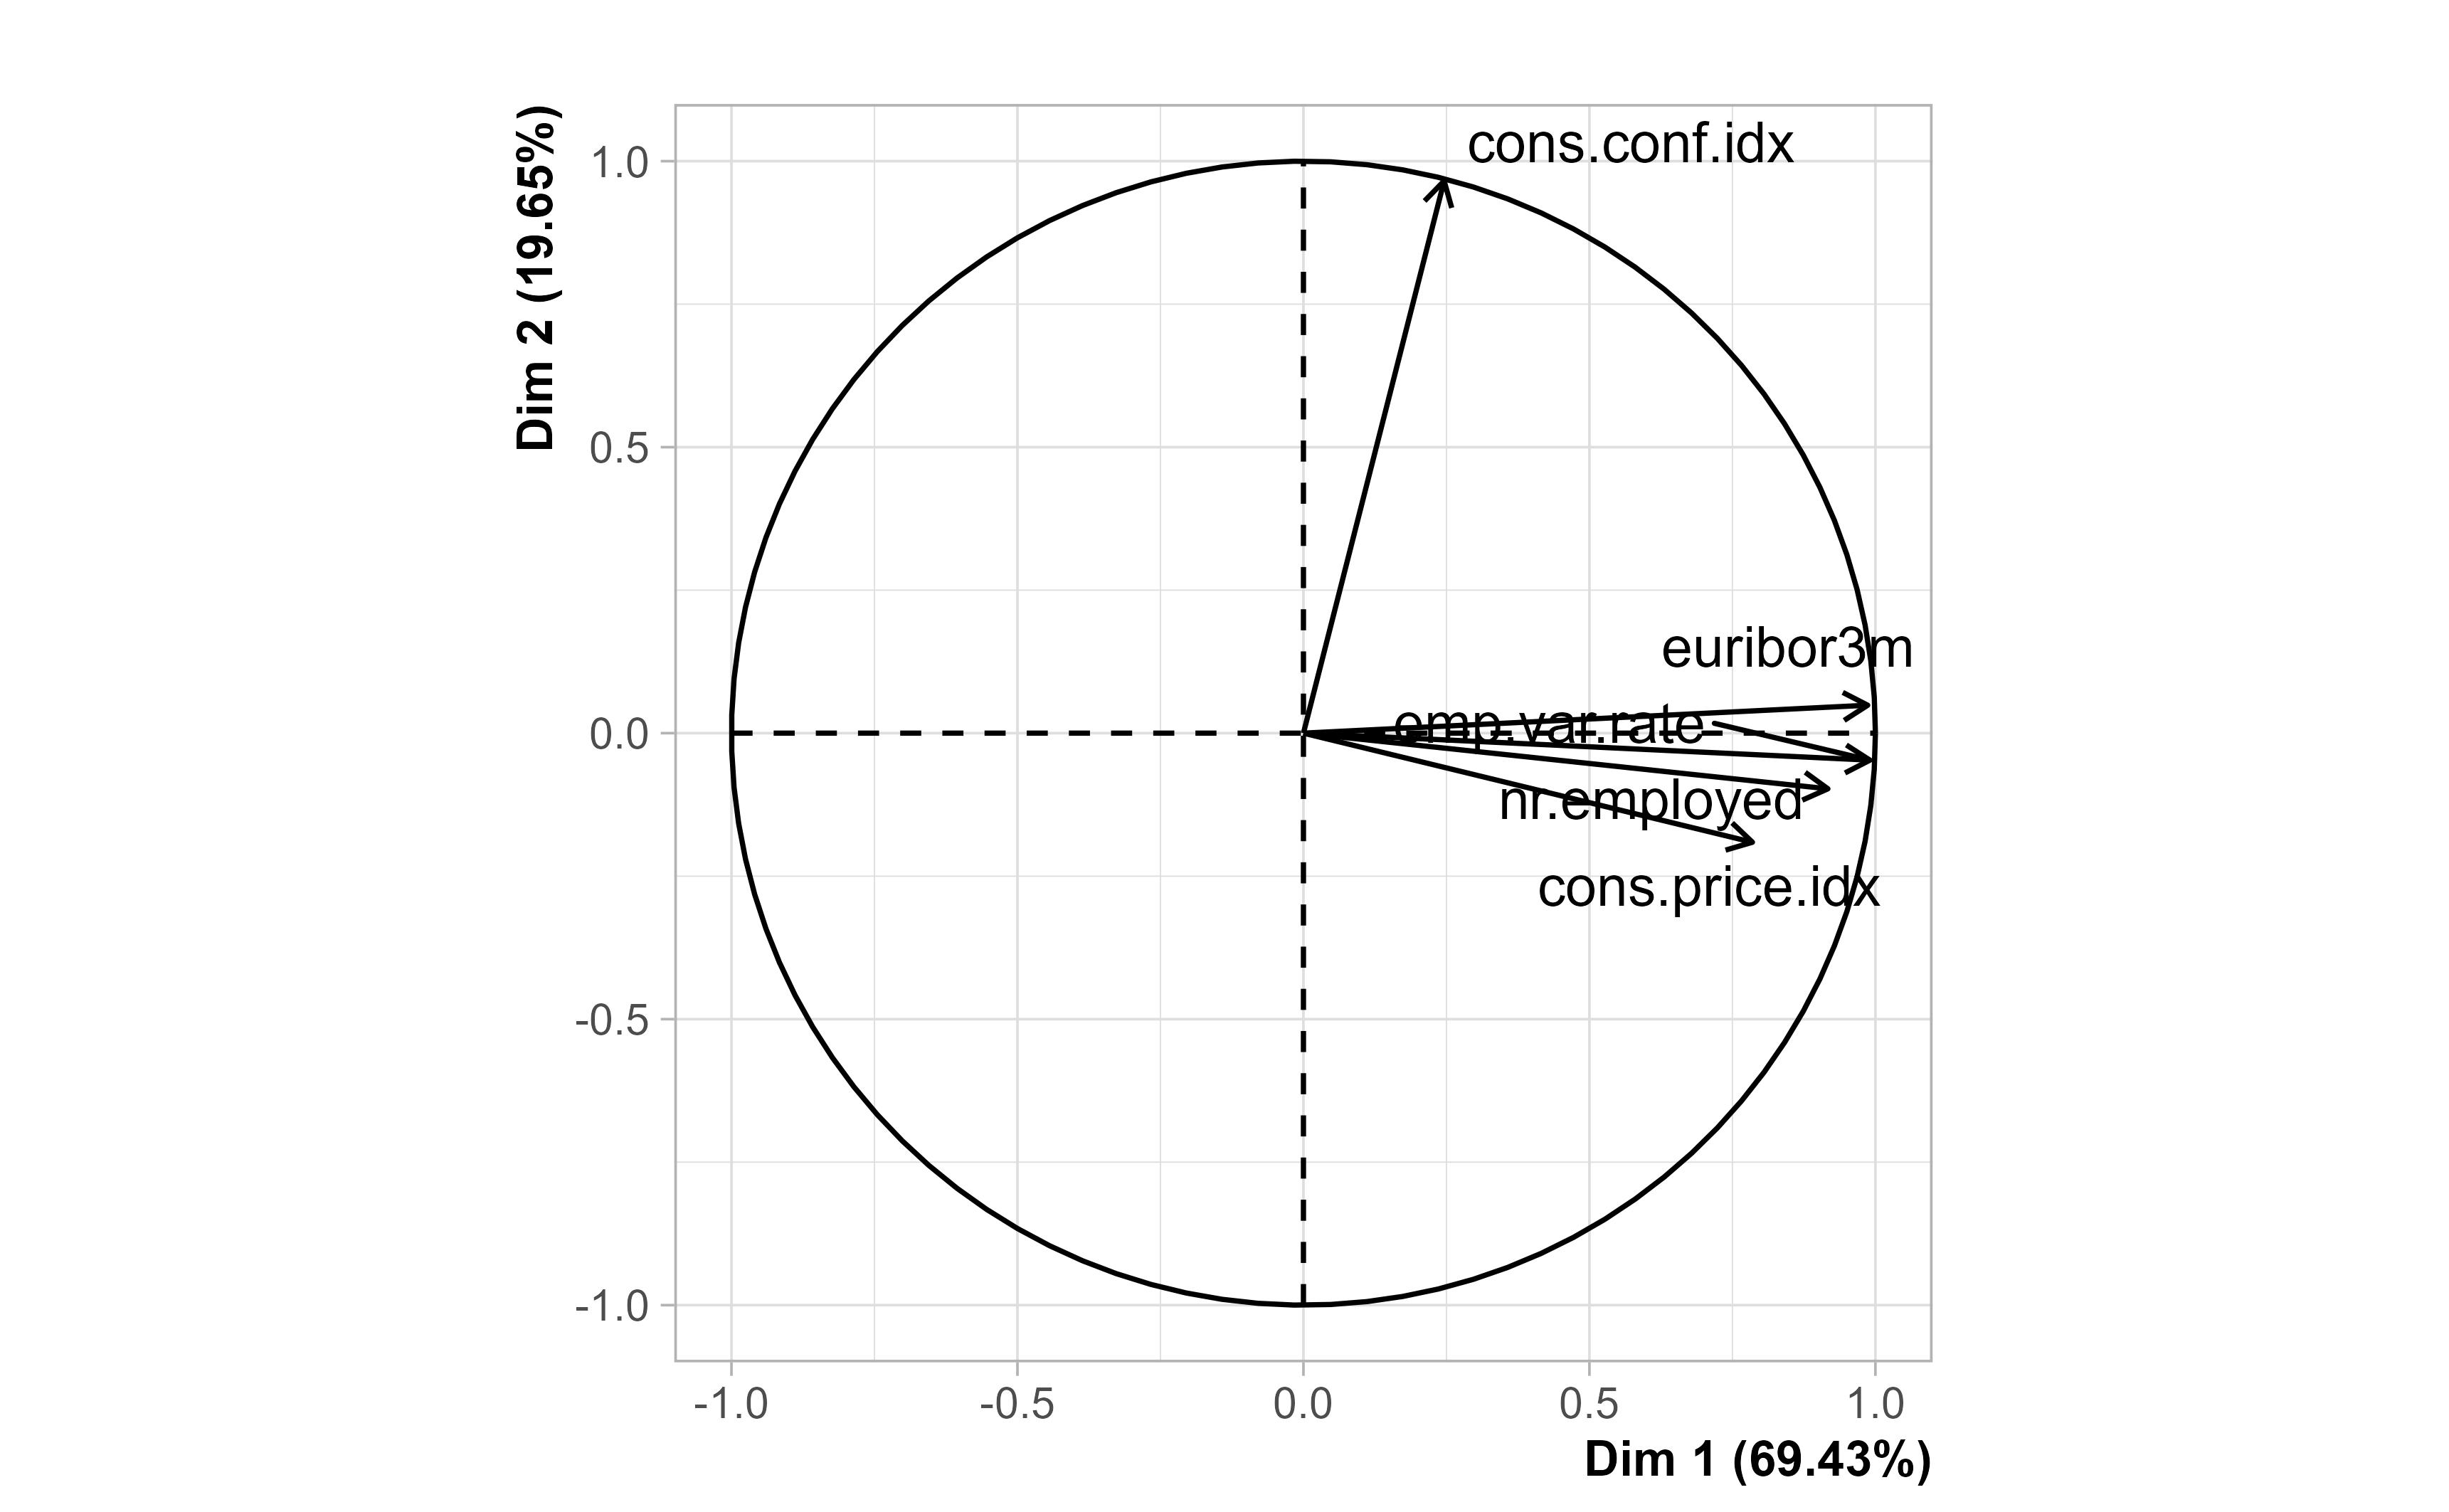 Dim 2 (19.65%)
1.0
0.5
0.0
-0.5
-1.0
cons.conf.idx
euribor3m
emp.var.rate
nr.employed
cons.price.idx
-1.0 -0.5 0.0 0.5 1.0
Dim 1 (69.43%)